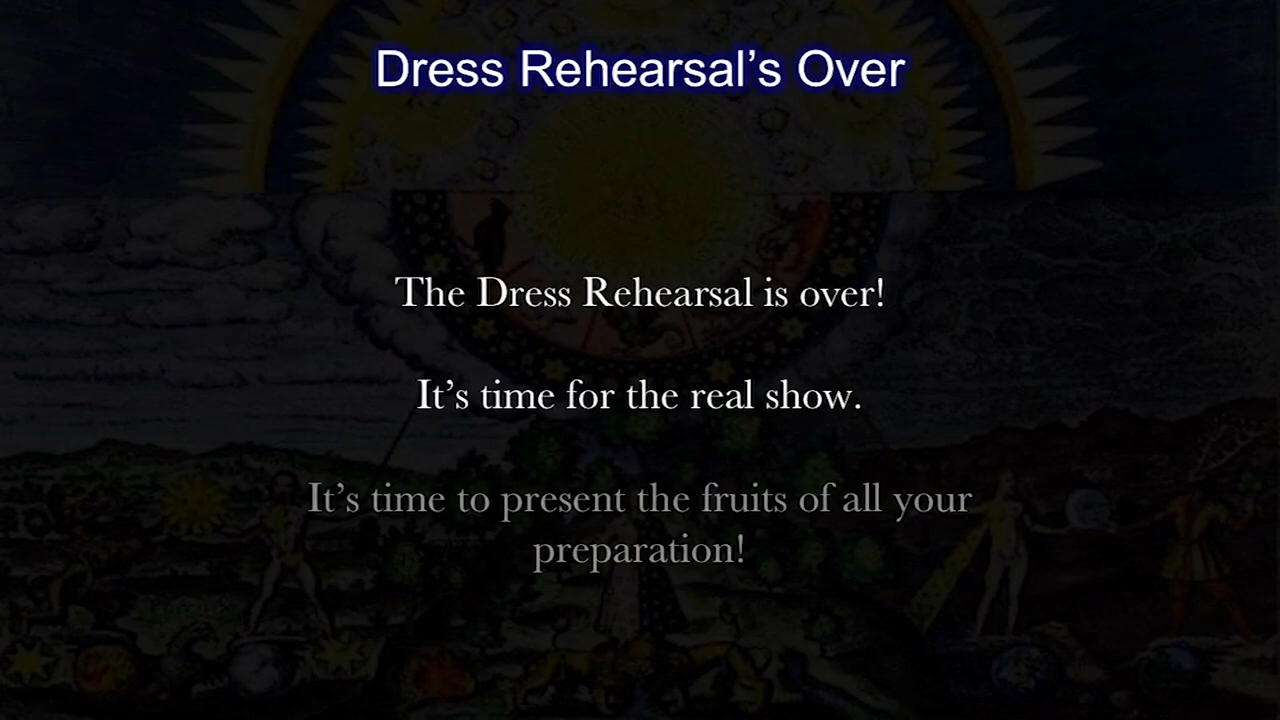 Dress Rehearsal’s Over
The Dress Rehearsal is over!
It’s time for the real show.
It’s time to present the fruits of all your
preparation!